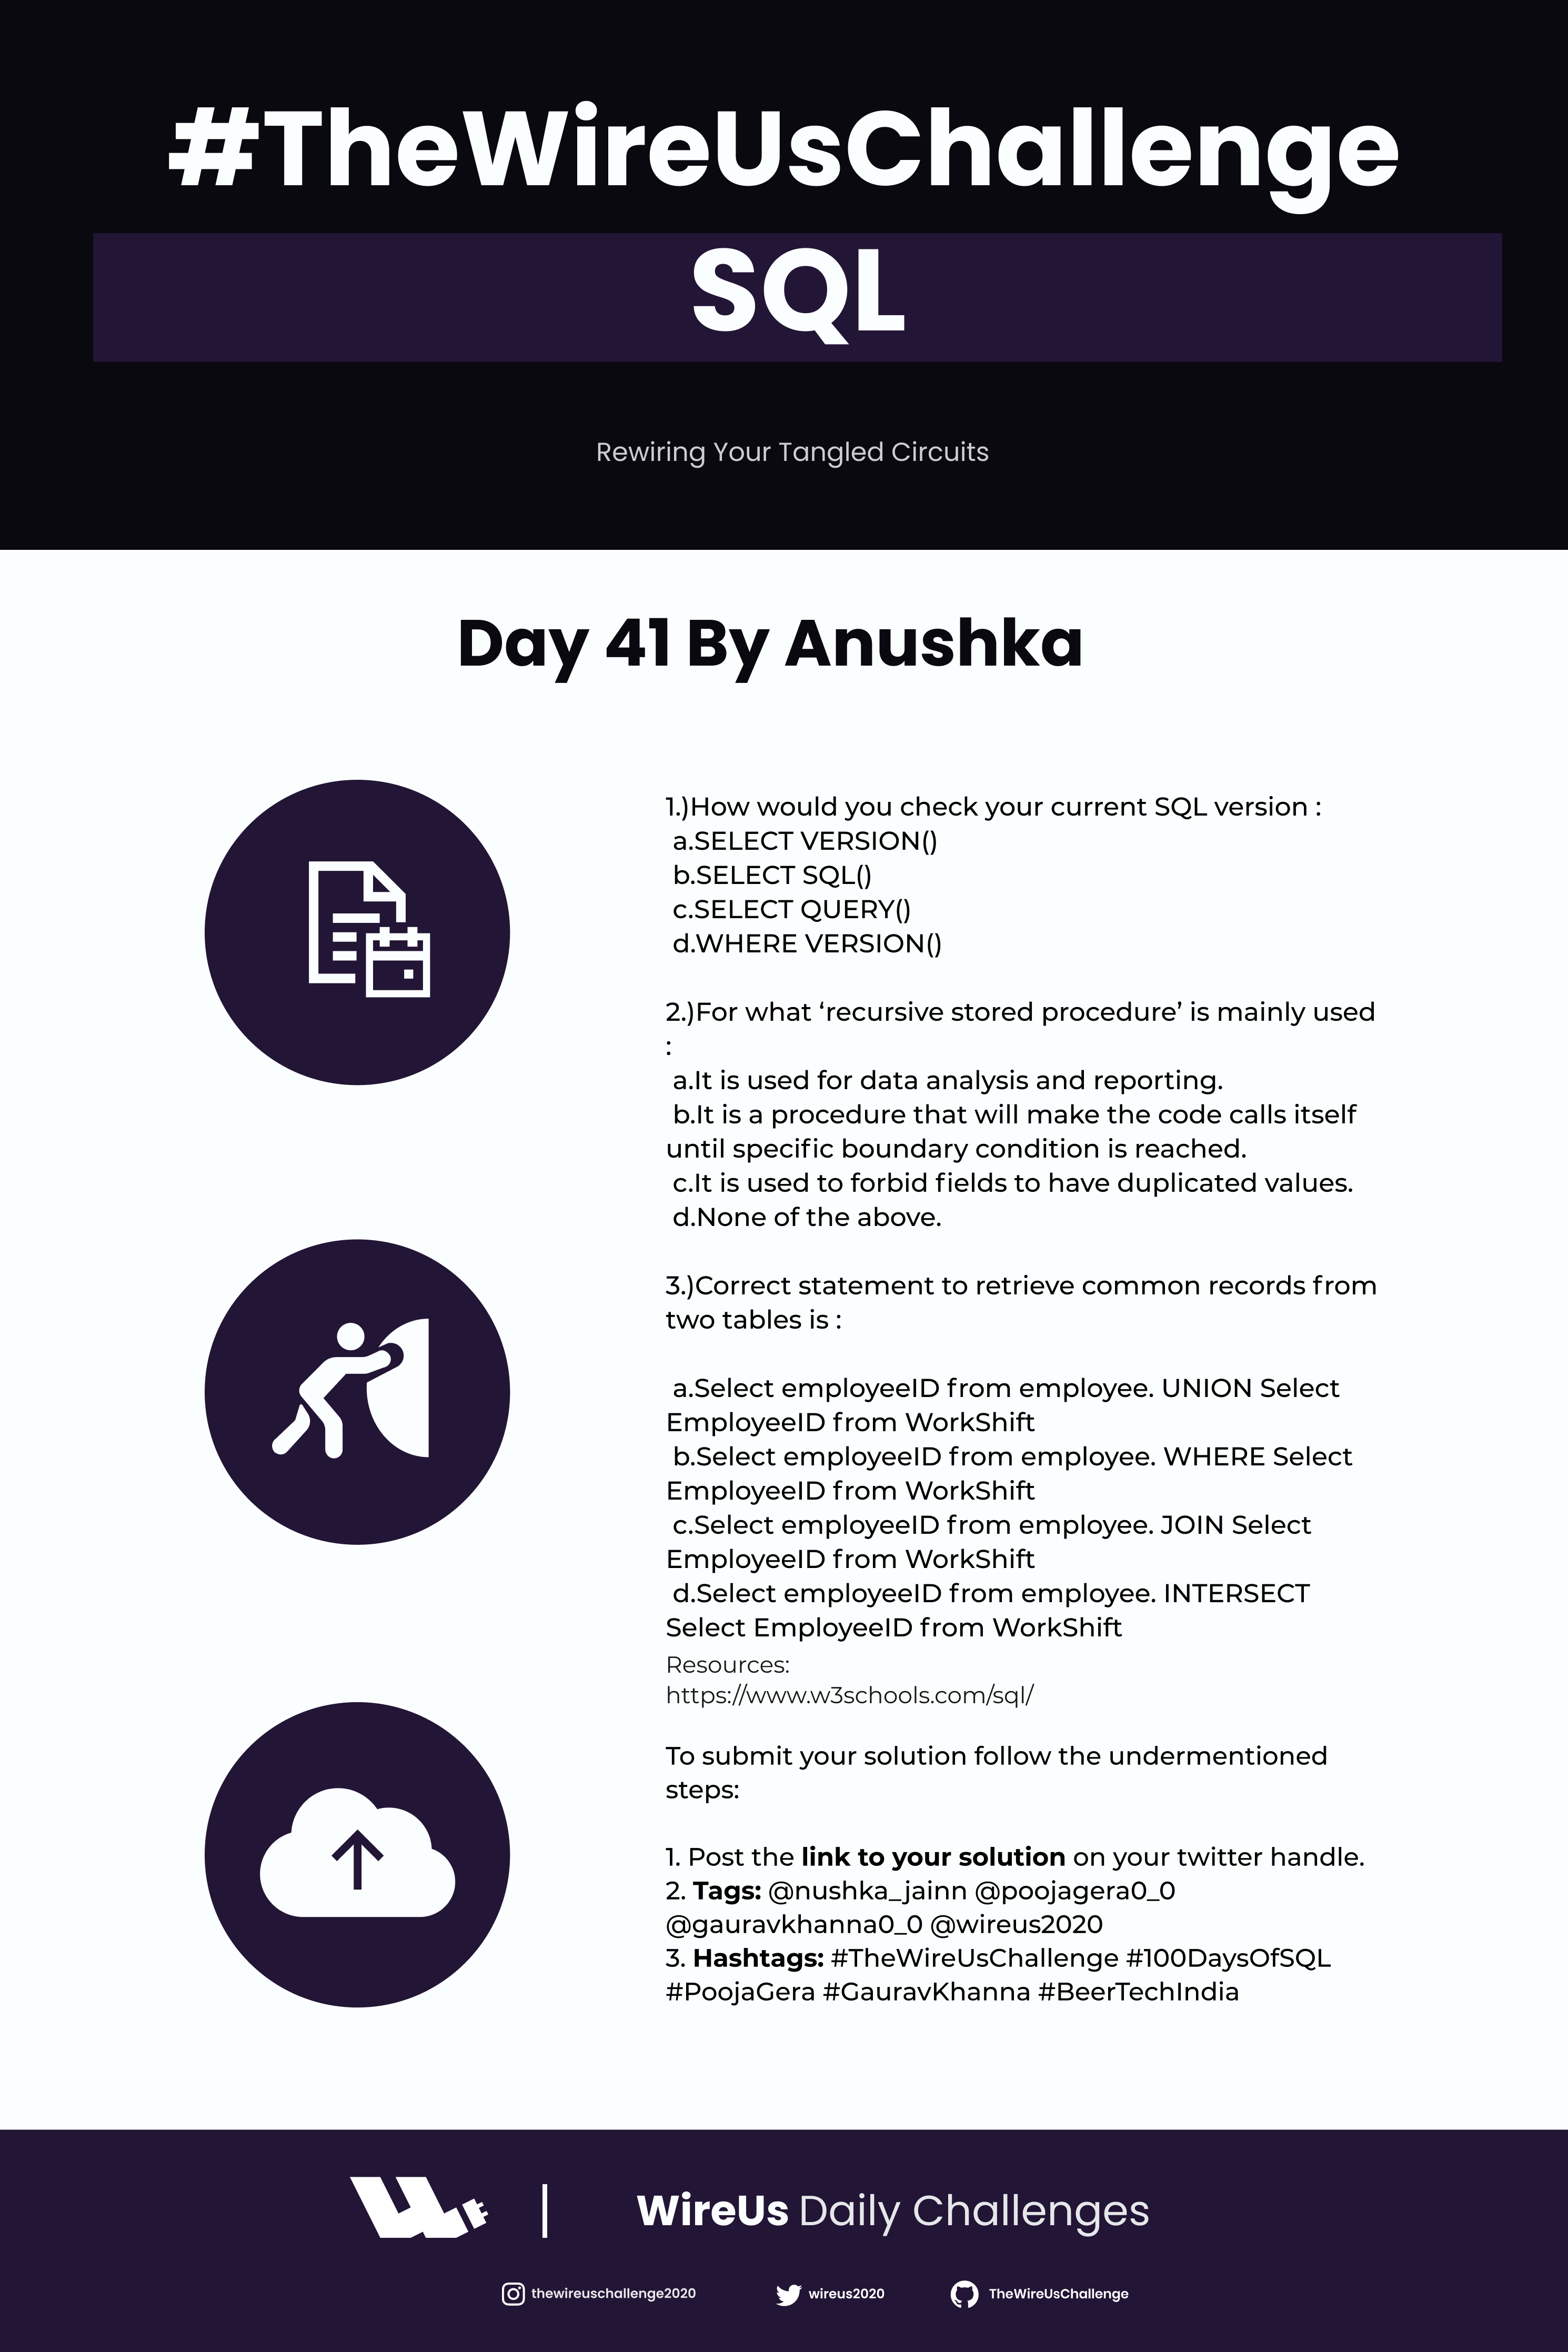 #TheWireUsChallenge
SQL
Rewiring Your Tangled Circuits
Day 41 By Anushka
1.)How would you check your current SQL version :
a.SELECT VERSION()
b.SELECT SQL()
c.SELECT QUERY()
d.WHERE VERSION()
2.)For what ‘recursive stored procedure’ is mainly used
:
a.It is used for data analysis and reporting.
b.It is a procedure that will make the code calls itself
until specific boundary condition is reached.
c.It is used to forbid fields to have duplicated values.
d.None of the above.
3.)Correct statement to retrieve common records from
two tables is :
a.Select employeeID from employee. UNION Select
EmployeeID from WorkShift
b.Select employeeID from employee. WHERE Select
EmployeeID from WorkShift
c.Select employeeID from employee. JOIN Select
EmployeeID from WorkShift
d.Select employeeID from employee. INTERSECT
Select EmployeeID from WorkShift
Resources:
https://www.w3schools.com/sql/
To submit your solution follow the undermentioned
steps:
1. Post the link to your solution on your twitter handle.
2. Tags: @nushka_jainn @poojagera0_0
@gauravkhanna0_0 @wireus2020
3. Hashtags: #TheWireUsChallenge #100DaysOfSQL
#PoojaGera #GauravKhanna #BeerTechIndia
WireUs Daily Challenges
thewireuschallenge2020 wireus2020 TheWireUsChallenge